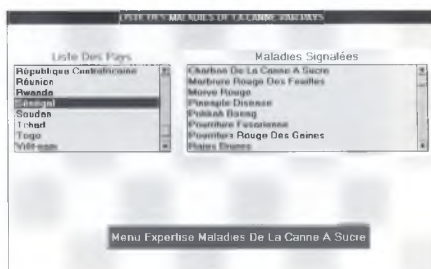 LISTE DES MALADIES DE LA CANNE PAR PAYS
Liste Des Pays
République Centrafricaine
Réunion
Rwanda
Sénégal
Soudan
Tchad
Togo
Viêt-nam
Maladies Signalées
Charbon De La Canne A Sucre
Marbrure Rouge Des Feuilles
Morve Rouge
Pineaple Disease
Pokkah Boeng
Pourriture Fusarienne
Pourriture Rouge Des Gaines
Raies Brunes
Menu Expertise Maladies De La Canne A Sucre